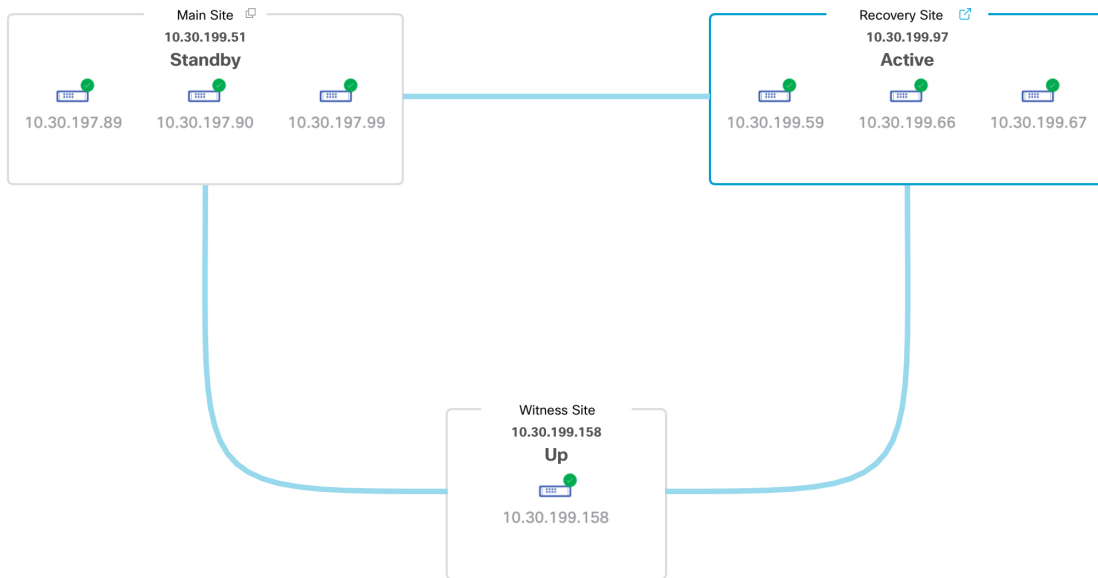 Main Site
10.30.199.51
Standby
10.30.197.89 10.30.197.90 10.30.197.99
Recovery Site
10.30.199.97
Active
10.30.199.59 10.30.199.66 10.30.199.67
Witness Site
10.30.199.158
Up
10.30.199.158